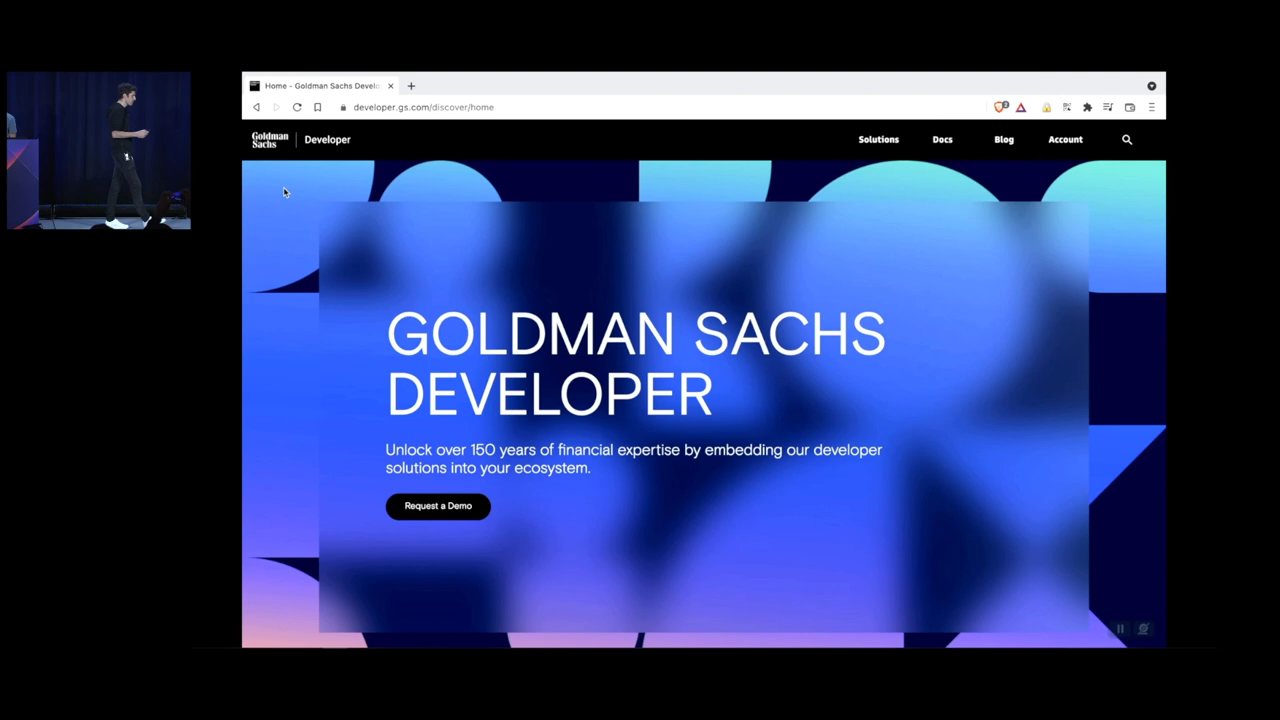 Home - Goldman Sachs Develo
developer.gs.com/discover/home
Goldman
Sachs
Developer
Solutions
Docs
Blog
Account
GOLDMAN SACHS
DEVELOPER
Unlock over 150 years of financial expertise by embedding our developer
solutions into your ecosystem.
Request a Demo